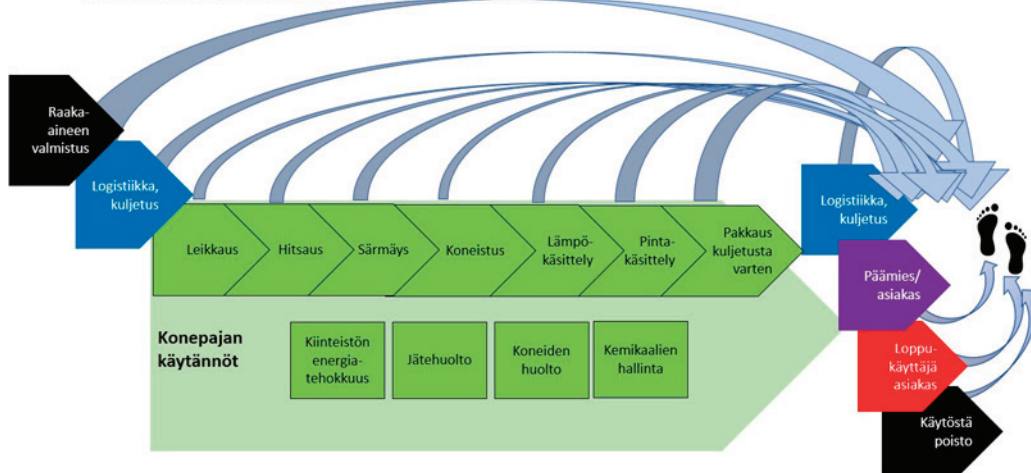 Raaka-
aineen
valmistus
Logistiikka,
kuljetus
Leikkaus
Hitsaus
Särmäys
Koneistus
Lämpö-
käsittely
Pinta-
käsittely
Pakkaus
kuljetusta
varten
Logistiikka,
kuljetus
Päämies/
asiakas
Loppu-
käyttäjä
asiakas
Käytöstä
poisto
Konepajan
käytännöt
Kiinteistön
energia-
tehokkuus
Jätehuolto
Koneiden
huolto
Kemikaalien
hallinta